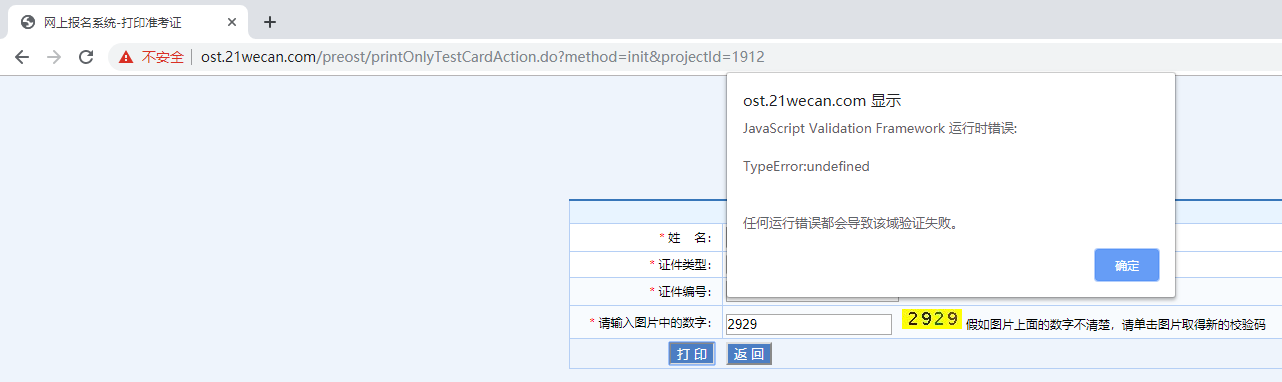 网上报名系统-打印准考证
不安全 ost.21wecan.com/preost/printOnlyTestCardAction.do?method=init&projectId=1912
ost.21wecan.com 显示
JavaScript Validation Framework 运行时错误:
TypeError:undefined
任何运行错误都会导致该域验证失败。
确定
* 姓 名：
* 证件类型：
* 证件编号：
* 请输入图片中的数字： 2929 2929 假如图片上面的数字不清楚，请单击图片取得新的校验码
打印 返回